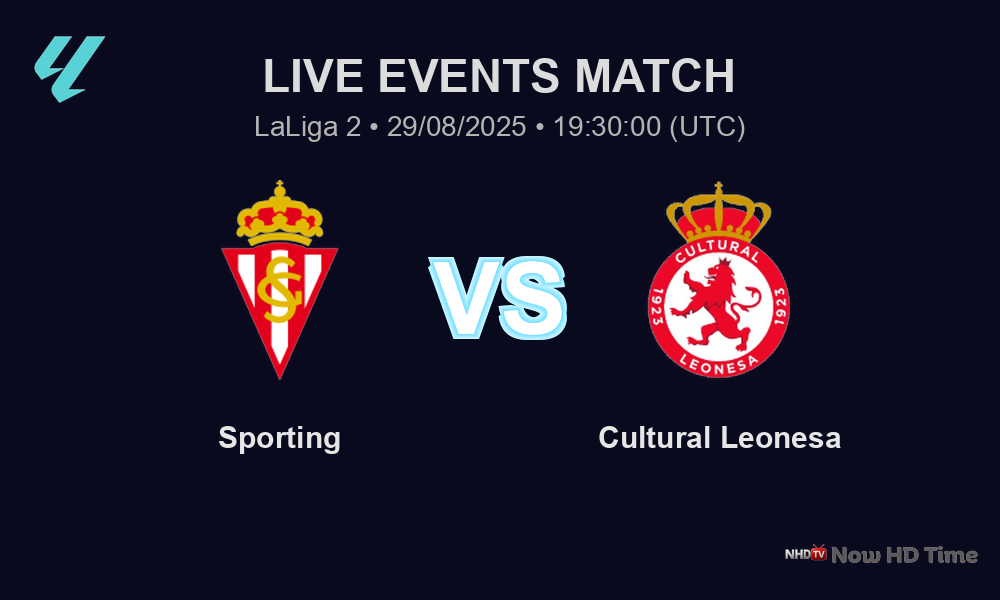 LIVE EVENTS MATCH
LaLiga 2 • 29/08/2025 • 19:30:00 (UTC)
SG
CULTURAL
1923
1923
LEONESA
VS
Sporting
Cultural Leonesa
NHDTV Now HD Time